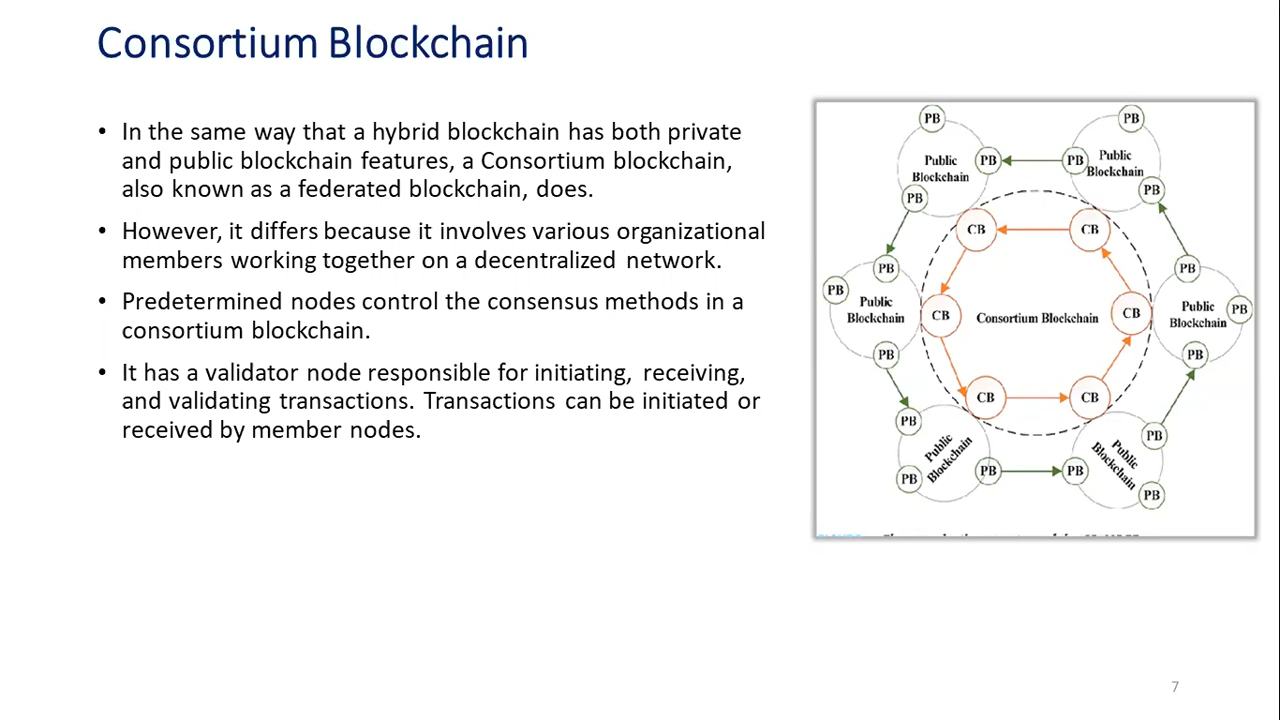 Consortium Blockchain
• In the same way that a hybrid blockchain has both private
and public blockchain features, a Consortium blockchain,
also known as a federated blockchain, does.
• However, it differs because it involves various organizational
members working together on a decentralized network.
• Predetermined nodes control the consensus methods in a
consortium blockchain.
• It has a validator node responsible for initiating, receiving,
and validating transactions. Transactions can be initiated or
received by member nodes.
PB
PB
Public
Blockchain
PB
PB
Public
Blockchain
PB
PB
CB
CB
PB
PB
PB
Public
Blockchain
CB
Consortium Blockchain
CB
Public
Blockchain
PB
PB
PB
CB
CB
PB
PB
Public
Blockchain
PB
PB
PB
Public
Blockchain
PB
7